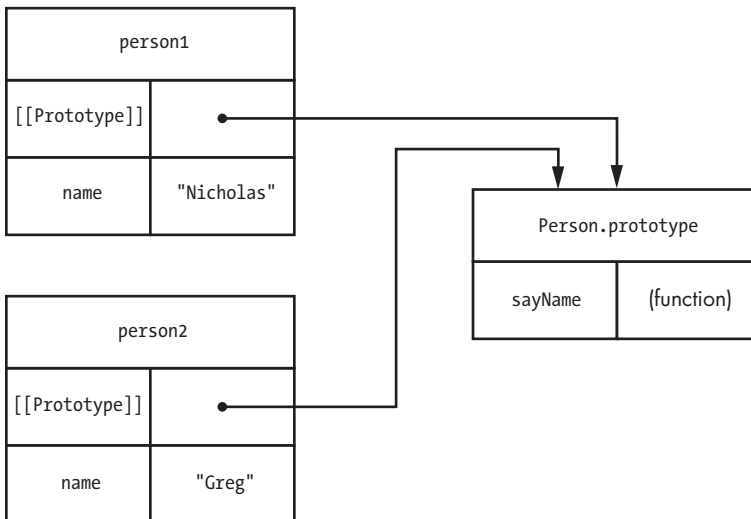 person1
[[Prototype]]
name "Nicholas"
Person.prototype
sayName (function)
person2
[[Prototype]]
name "Greg"